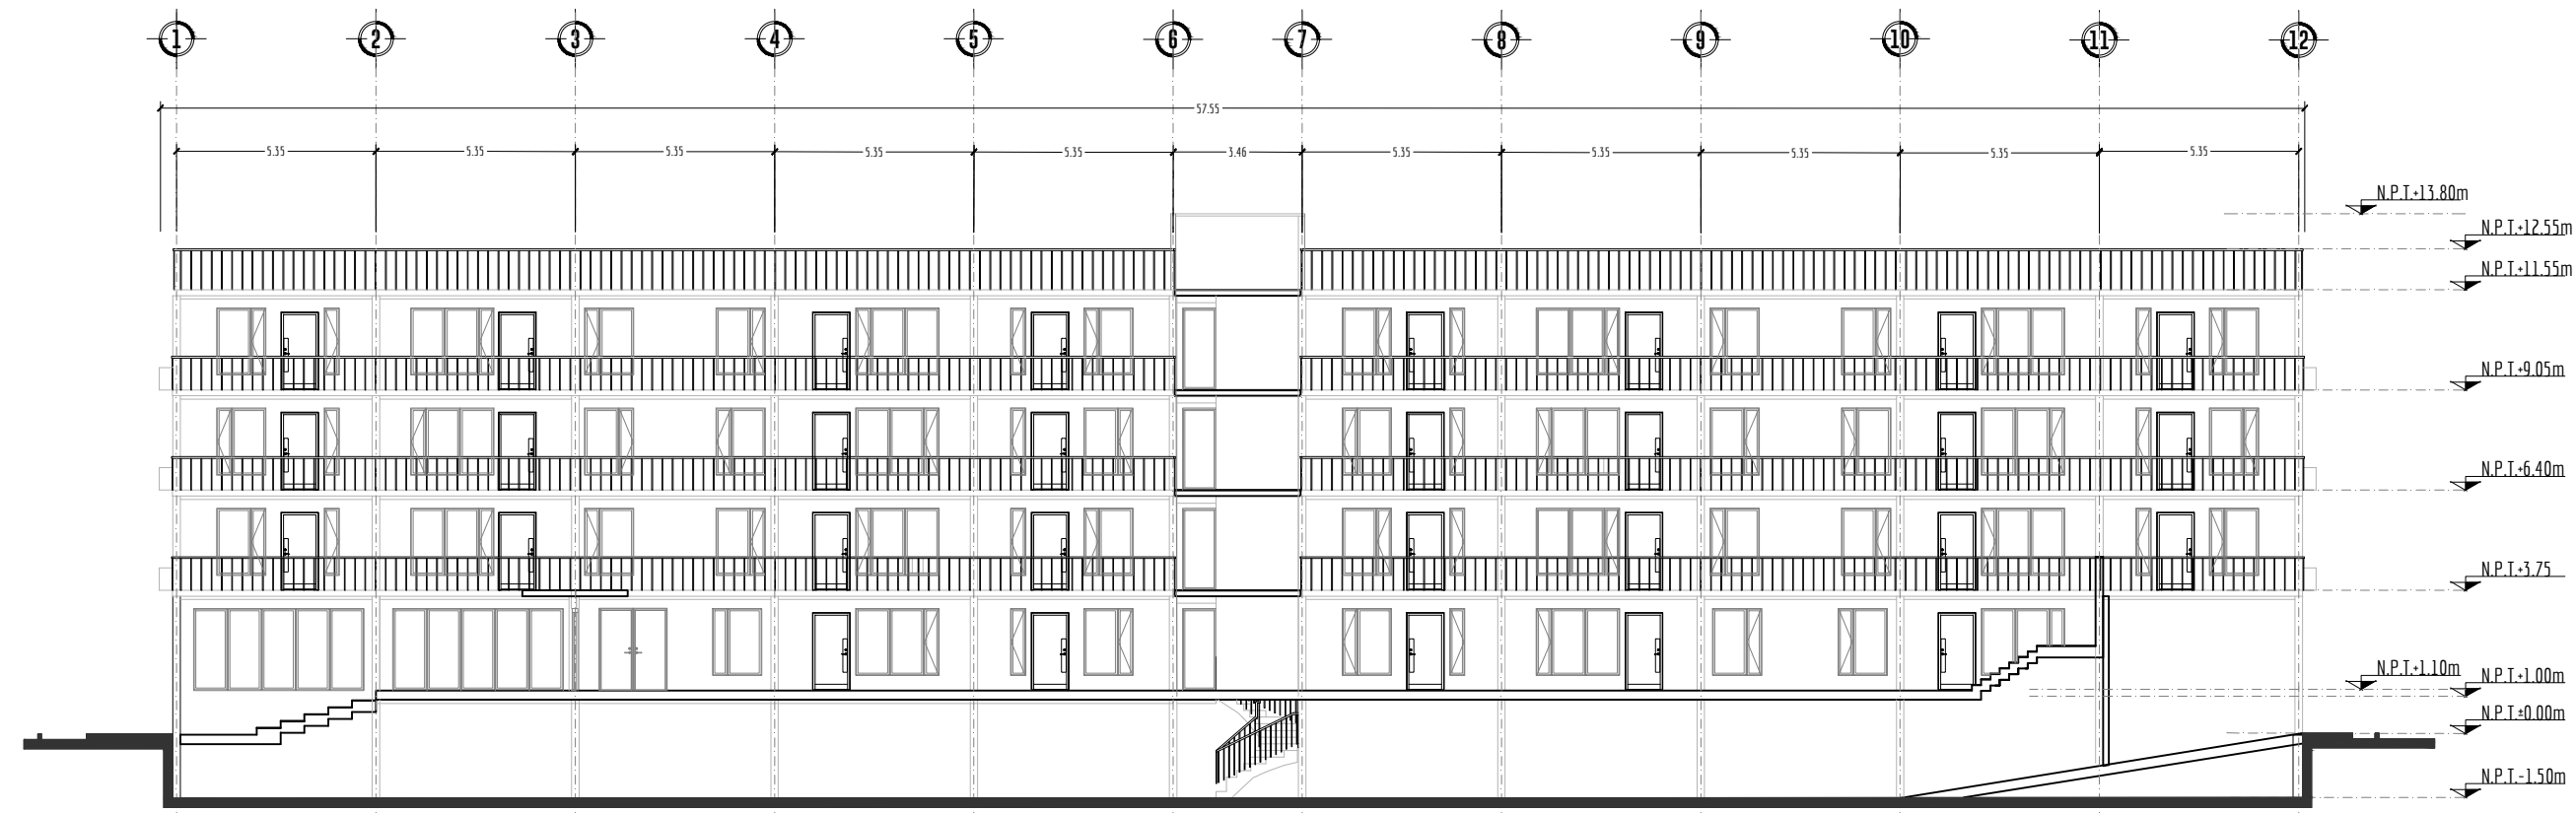 1 2 3 4 5 6 7 8 9 10 11 12
57.55
5.35 5.35 5.35 5.35 5.35 3.46 5.35 5.35 5.35 5.35 5.35
N.P.T.+13.80m
N.P.T.+12.55m
N.P.T.+11.55m
N.P.T.+9.05m
N.P.T.+6.40m
N.P.T.+3.75
N.P.T.+1.10m
N.P.T.+1.00m
N.P.T.±0.00m
N.P.T.-1.50m